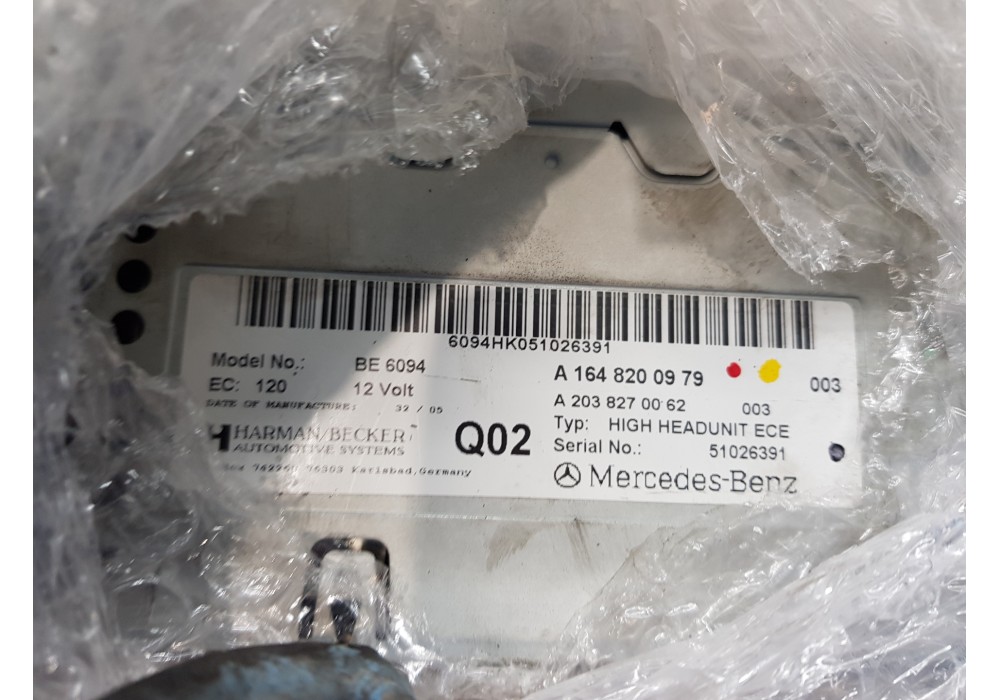 6094HK051026391
Model No.: BE 6094
EC: 120 12 Volt
DATE OF MANUFACTURE: 32 / 05
HARMAN/BECKER
AUTOMOTIVE SYSTEMS
76303 Karlsbad,Germany
Q02
A 164 820 09 79 003
A 203 827 00 62 003
Typ: HIGH HEADUNIT ECE
Serial No.: 51026391
Mercedes-Benz